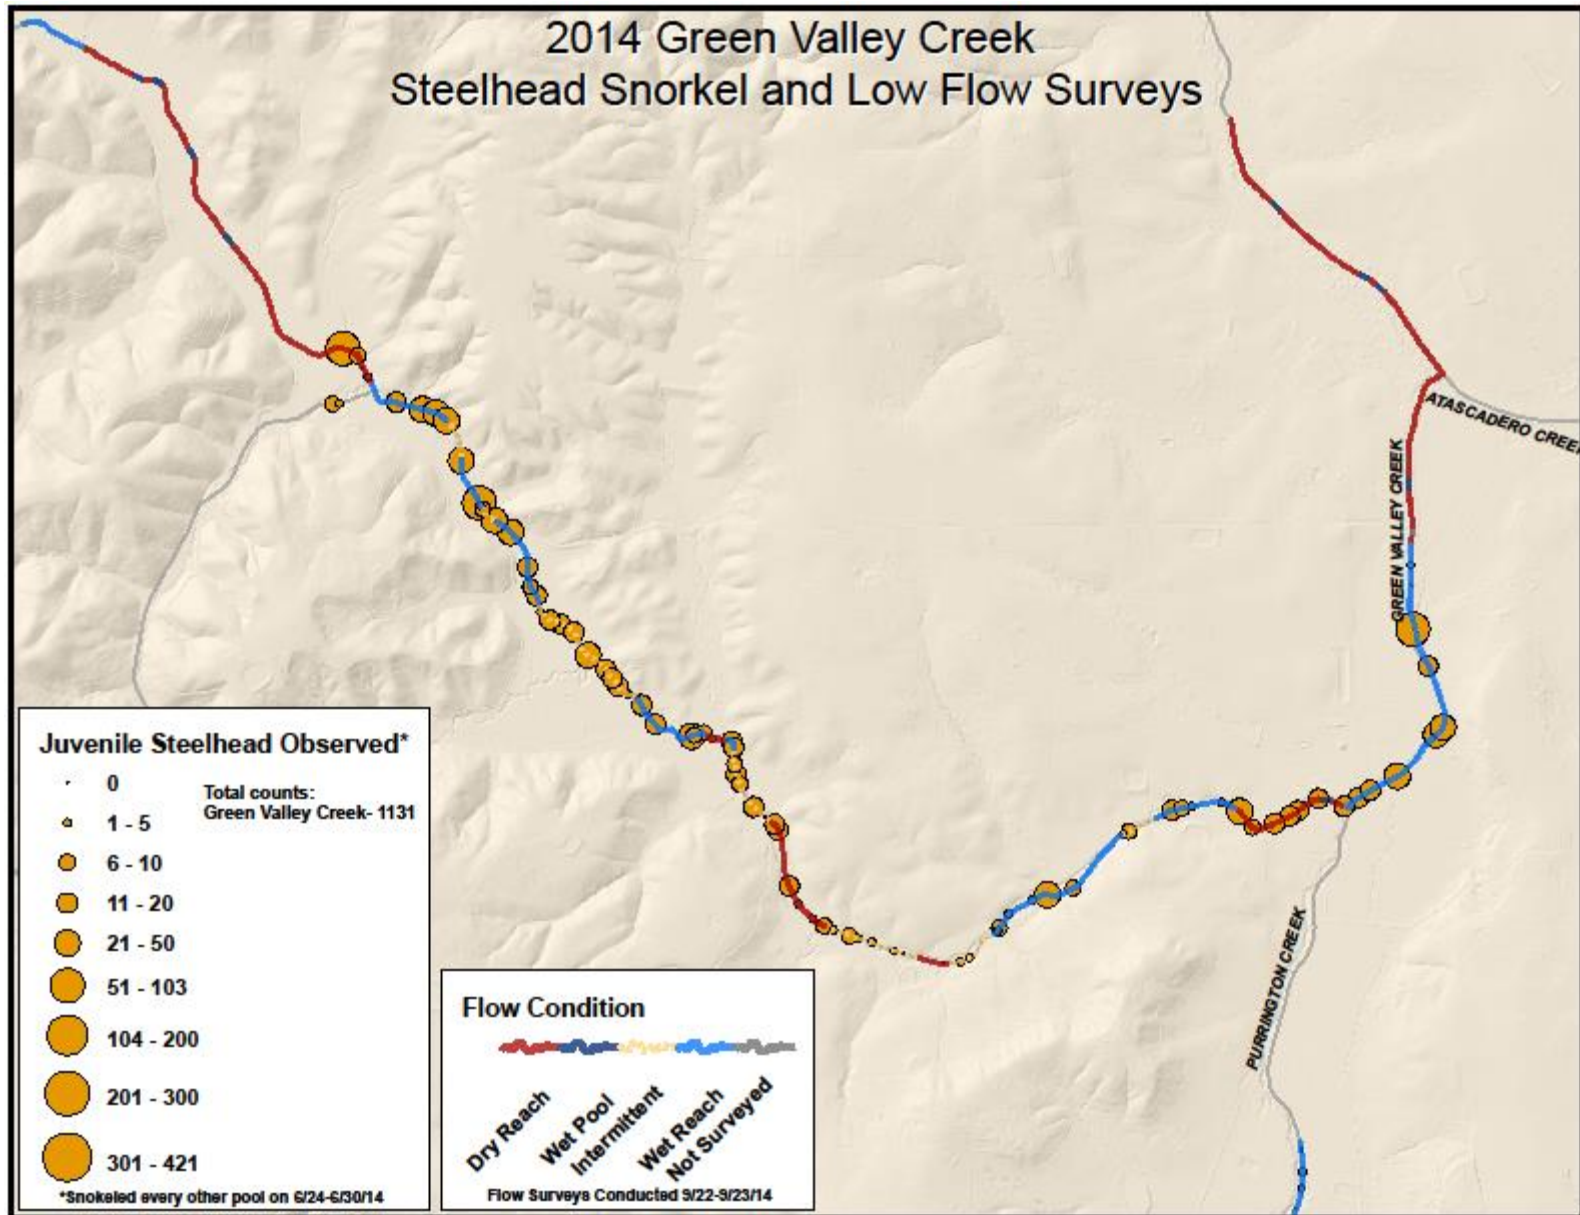 2014 Green Valley Creek
Steelhead Snorkel and Low Flow Surveys
ATASCADERO CREEK
GREEN VALLEY CREEK
PURRINGTON CREEK
Juvenile Steelhead Observed*
0
1 - 5
6 - 10
11 - 20
21 - 50
51 - 103
104 - 200
201 - 300
301 - 421
Total counts:
Green Valley Creek- 1131
*Snokeled every other pool on 6/24-6/30/14
Flow Condition
Dry Reach
Wet Pool
Intermittent
Wet Reach
Not Surveyed
Flow Surveys Conducted 9/22-9/23/14